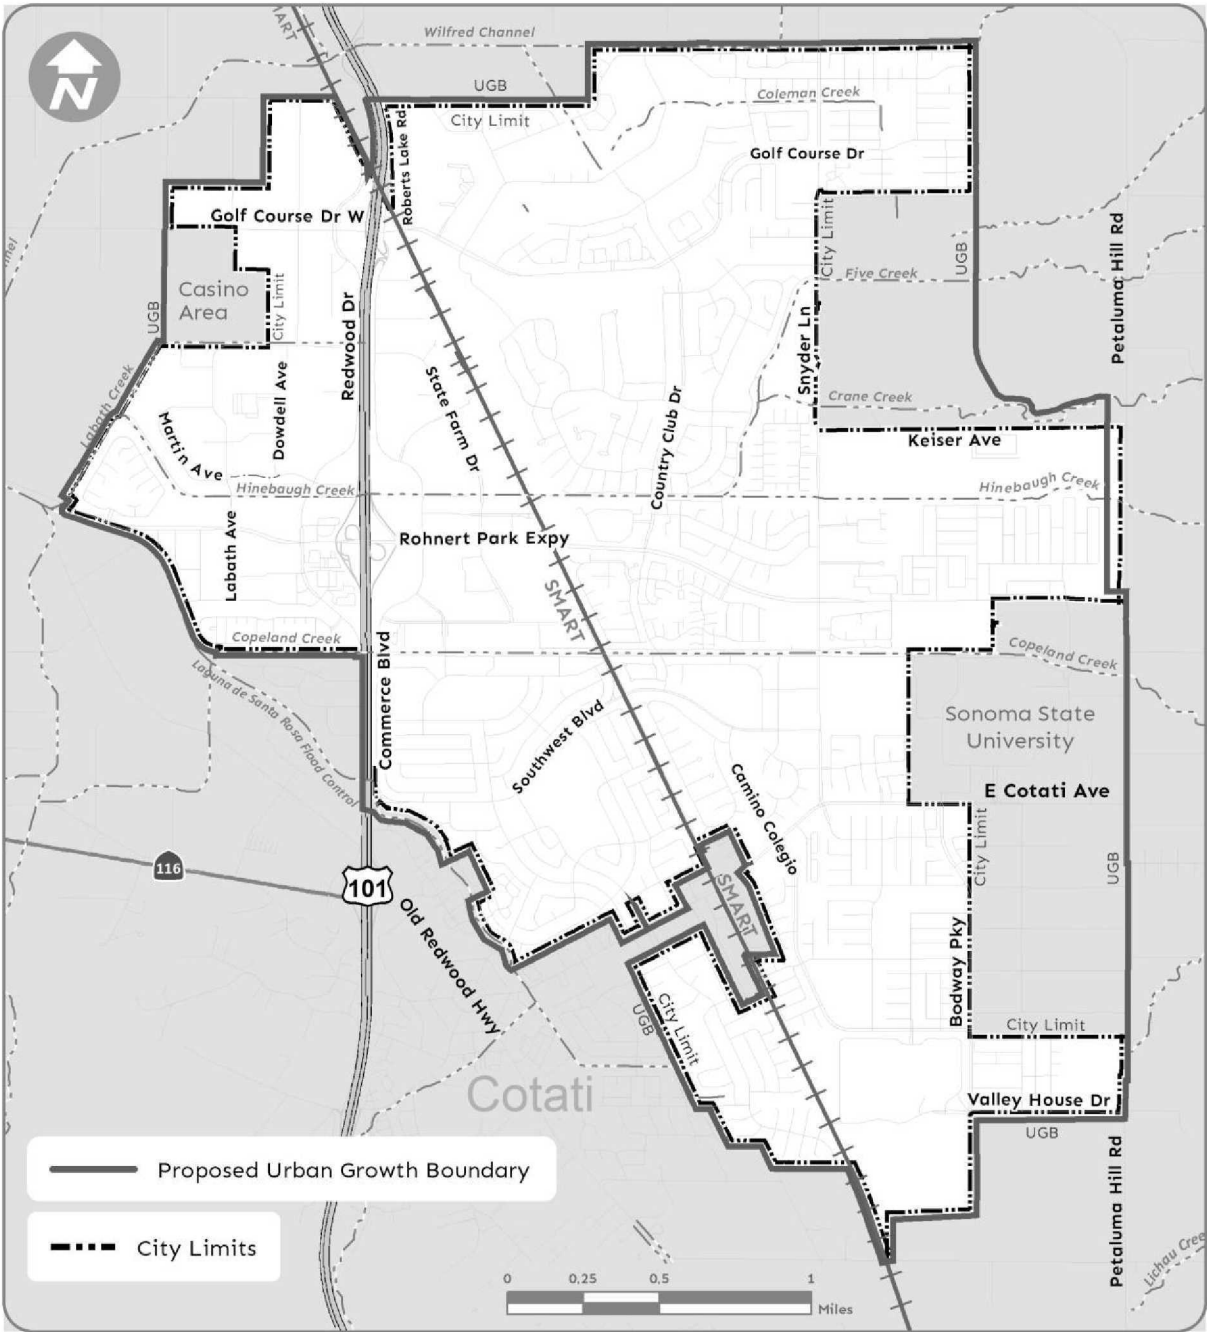 SMART
Wilfred Channel
N
UGB
City Limit
Coleman Creek
Roberts Lake Rd
Golf Course Dr
Golf Course Dr W
City Limit
UGB
Petaluma Hill Rd
Five Creek
Casino
Area
City Limit
UGB
Redwood Dr
Snyder Ln
Labath Creek
Dowdell Ave
State Farm Dr
Country Club Dr
Crane Creek
Martin Ave
Keiser Ave
Hinebaugh Creek
Hinebaugh Creek
Labath Ave
Rohnert Park Expy
SMART
Copeland Creek
Copeland Creek
Laguna de Santa Rosa Flood Control
Commerce Blvd
Southwest Blvd
Sonoma State
University
Camino Colegio
E Cotati Ave
City Limit
UGB
116
101
SMART
Old Redwood Hwy
Bodway Pky
UGB
City Limit
City Limit
Cotati
Valley House Dr
UGB
Petaluma Hill Rd
Proposed Urban Growth Boundary
City Limits
0 0,25 0,5 1
Miles
Lichau Cree